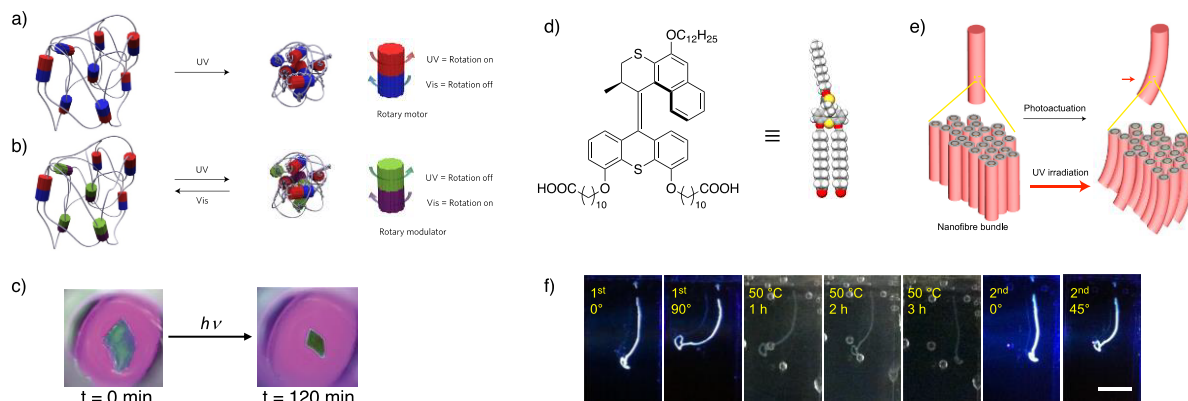 a)
UV
UV = Rotation on
Vis = Rotation off
Rotary motor
b)
UV
Vis
UV = Rotation off
Vis = Rotation on
Rotary modulator
c)
hν
t = 0 min
t = 120 min
d)
OC12H25
S
S
O
O
HOOC
COOH
10
10
≡
e)
Photoactuation
UV irradiation
Nanofibre bundle
f)
1st
0°
1st
90°
50 °C
1 h
50 °C
2 h
50 °C
3 h
2nd
0°
2nd
45°